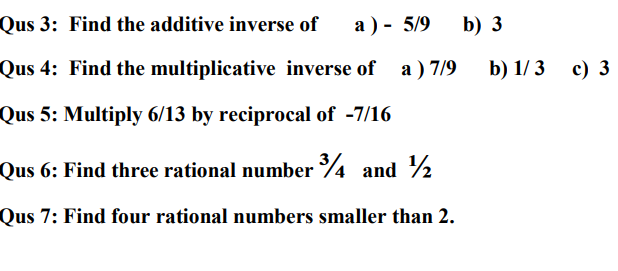 Qus 3: Find the additive inverse of a ) - 5/9 b) 3
Qus 4: Find the multiplicative inverse of a ) 7/9 b) 1/ 3 c) 3
Qus 5: Multiply 6/13 by reciprocal of -7/16
Qus 6: Find three rational number ¾ and ½
Qus 7: Find four rational numbers smaller than 2.